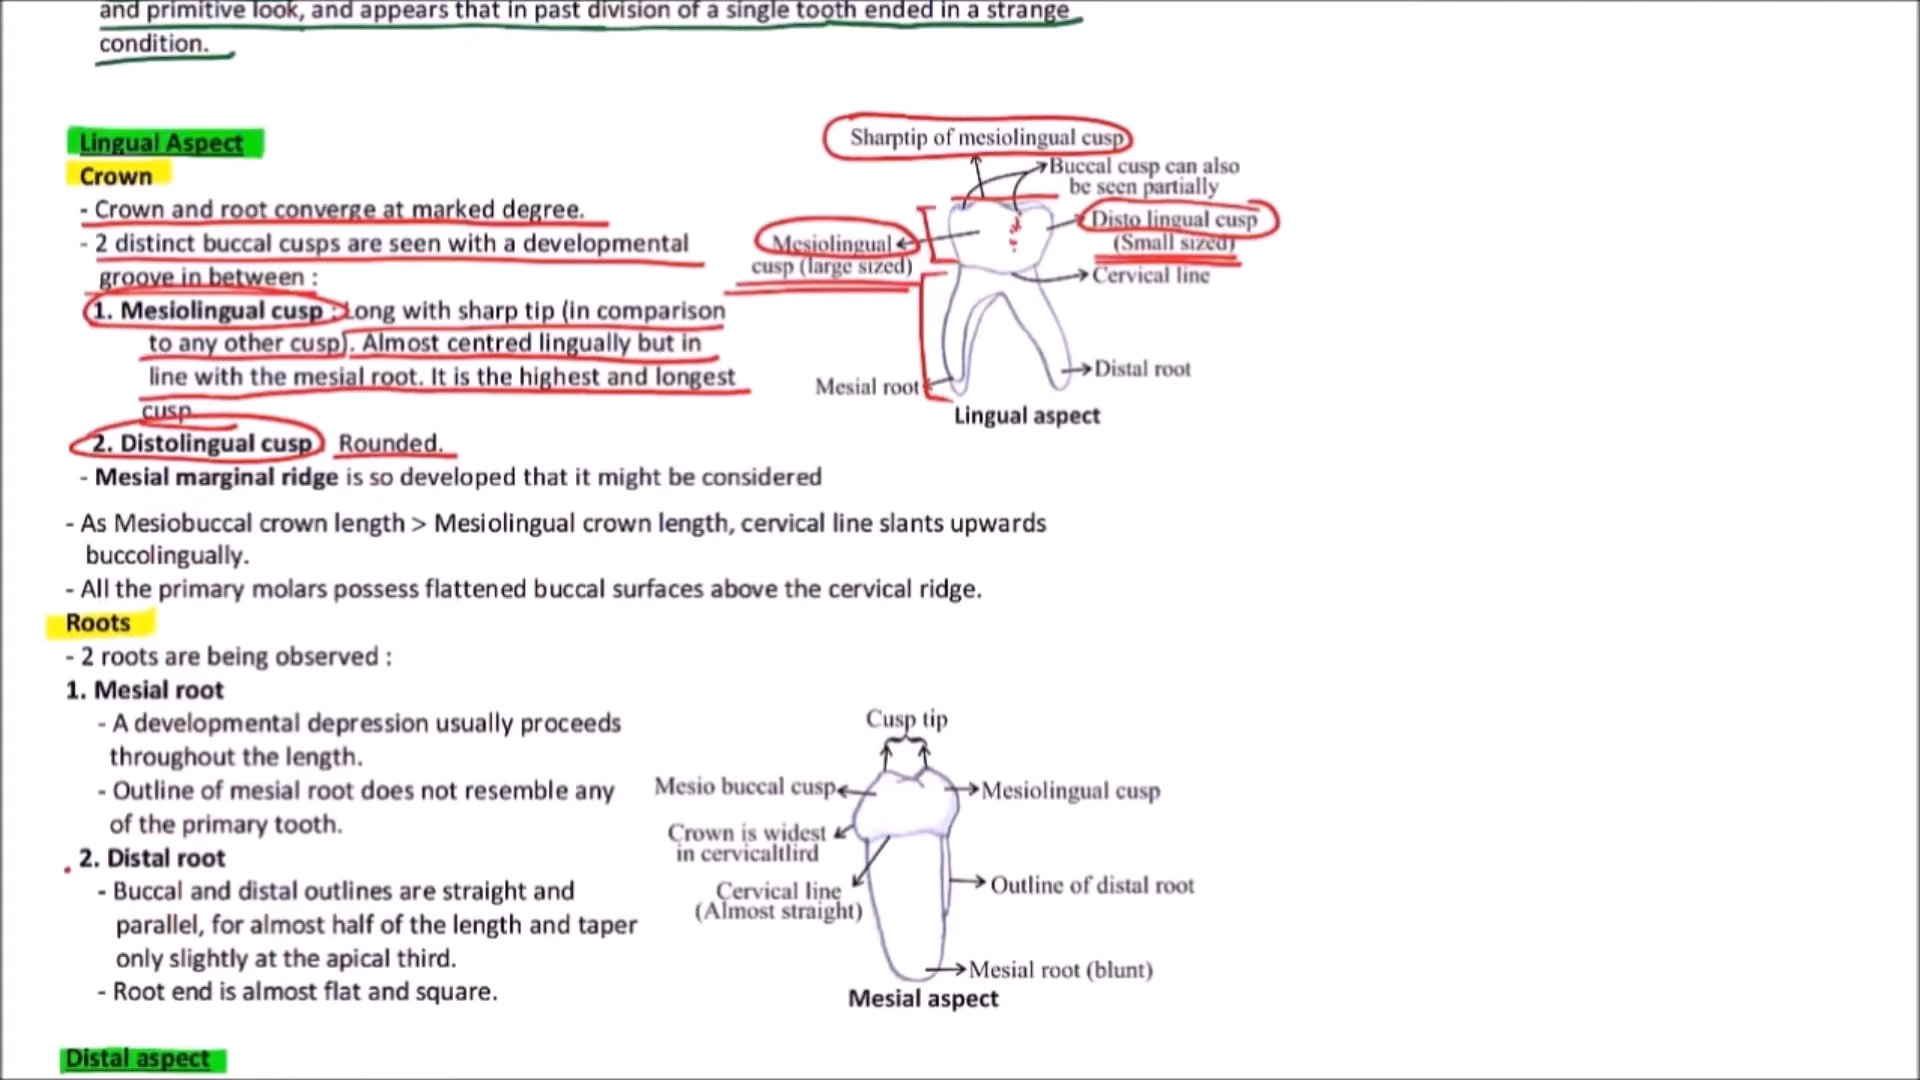 and primitive look, and appears that in past division of a single tooth ended in a strange
condition.
Lingual Aspect
Crown
- Crown and root converge at marked degree.
- 2 distinct buccal cusps are seen with a developmental
groove in between :
1. Mesiolingual cusp : Long with sharp tip (in comparison
to any other cusp). Almost centred lingually but in
line with the mesial root. It is the highest and longest
cusp
2. Distolingual cusp Rounded.
- Mesial marginal ridge is so developed that it might be considered
Sharptip of mesiolingual cusp
Buccal cusp can also
be seen partially
Disto lingual cusp
(Small sized)
Mesiolingual
cusp (large sized)
Cervical line
Distal root
Mesial root
Lingual aspect
- As Mesiobuccal crown length > Mesiolingual crown length, cervical line slants upwards
buccolingually.
- All the primary molars possess flattened buccal surfaces above the cervical ridge.
Roots
- 2 roots are being observed :
1. Mesial root
- A developmental depression usually proceeds
throughout the length.
- Outline of mesial root does not resemble any
of the primary tooth.
2. Distal root
- Buccal and distal outlines are straight and
parallel, for almost half of the length and taper
only slightly at the apical third.
- Root end is almost flat and square.
Cusp tip
Mesio buccal cusp
Mesiolingual cusp
Crown is widest
in cervicaltlird
Cervical line
(Almost straight)
Outline of distal root
Mesial root (blunt)
Mesial aspect
Distal aspect